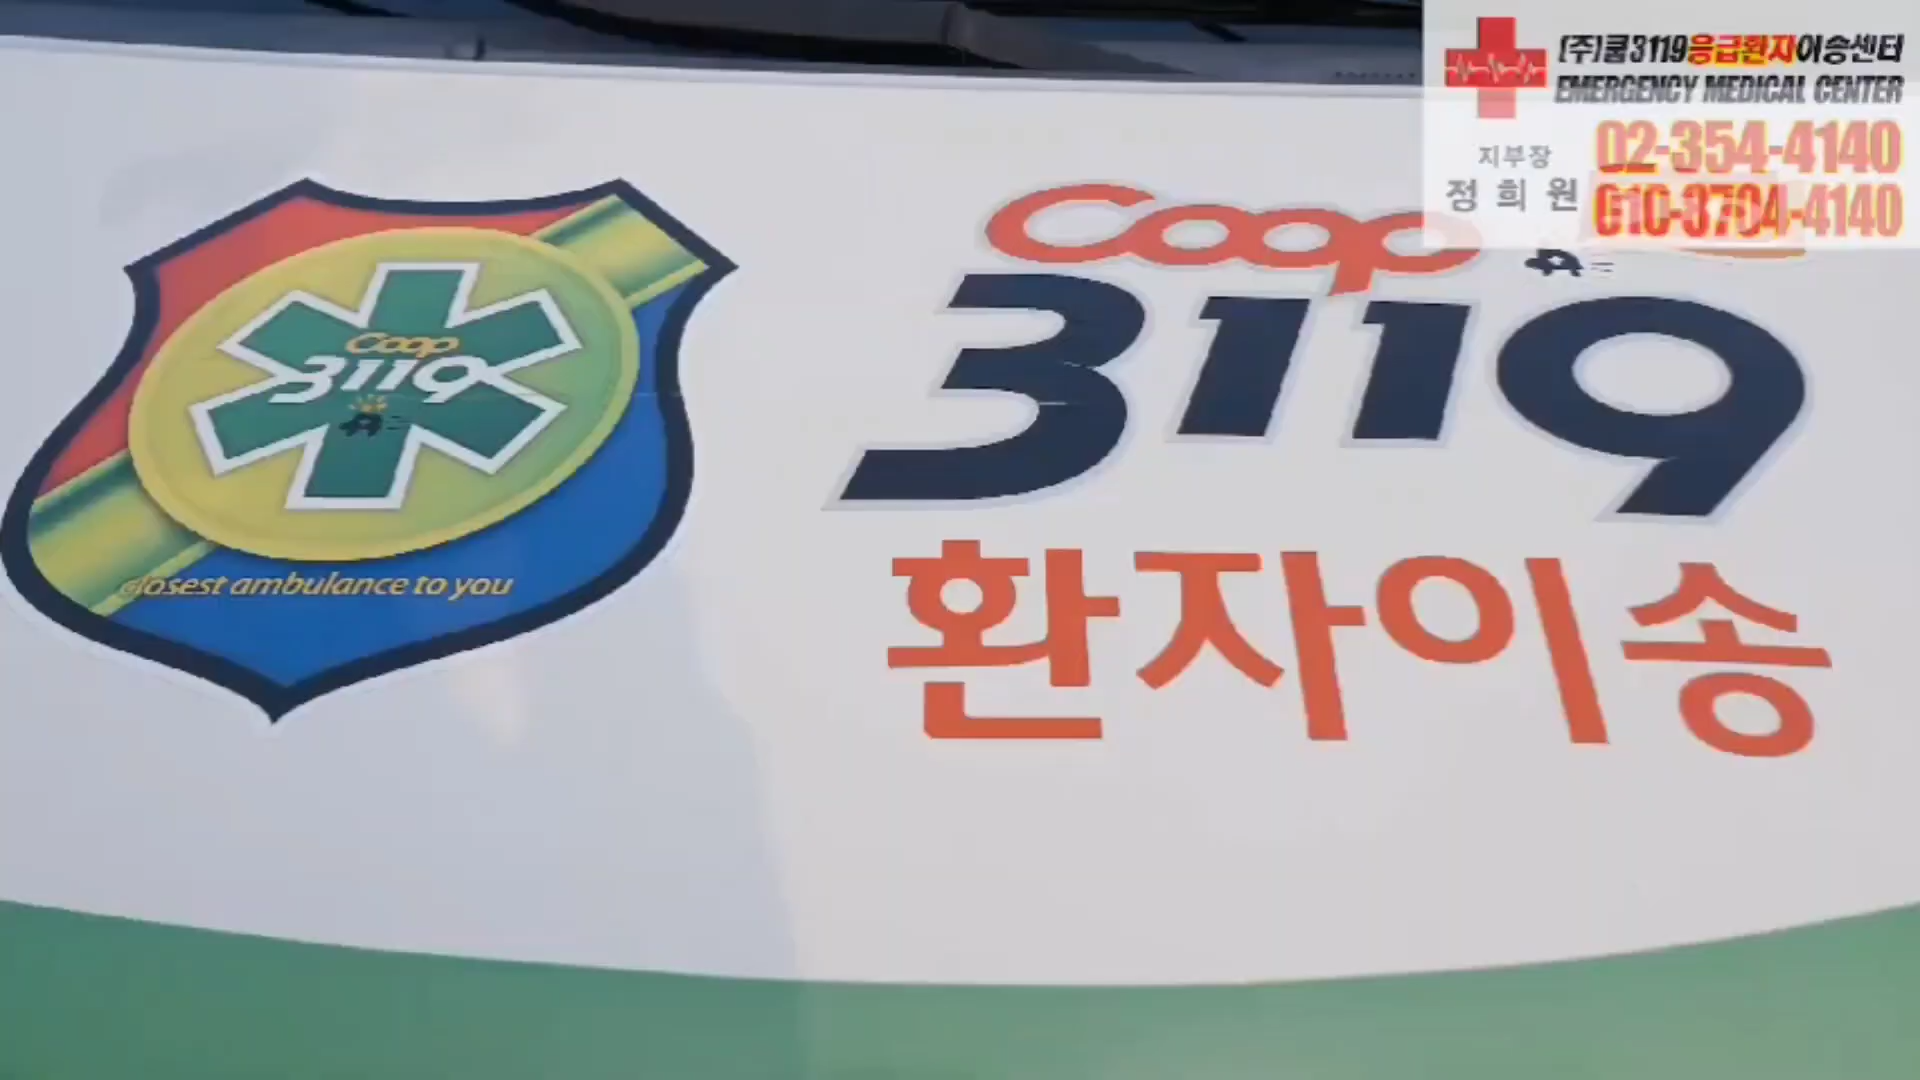 [주]쿱3119응급환자이송센터
EMERGENCY MEDICAL CENTER
지부장
정희원
02-354-4140
010-3704-4140
Coop
3119
환자이송
Coop
3119
closest ambulance to you